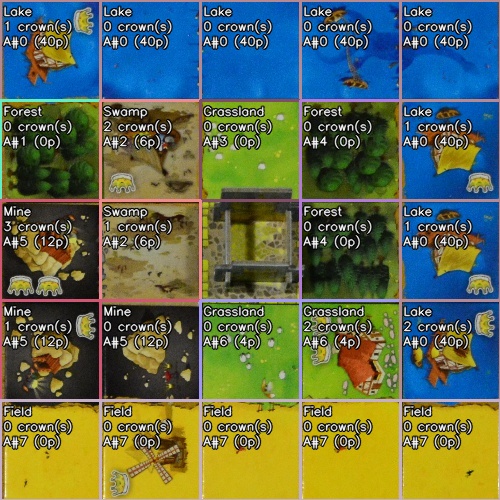 Lake
1 crown(s)
A#0 (40p)
Lake
0 crown(s)
A#0 (40p)
Lake
0 crown(s)
A#0 (40p)
Lake
0 crown(s)
A#0 (40p)
Lake
0 crown(s)
A#0 (40p)
Forest
0 crown(s)
A#1 (0p)
Swamp
2 crown(s)
A#2 (6p)
Grassland
0 crown(s)
A#3 (0p)
Forest
0 crown(s)
A#4 (0p)
Lake
1 crown(s)
A#0 (40p)
Mine
3 crown(s)
A#5 (12p)
Swamp
1 crown(s)
A#2 (6p)
Forest
0 crown(s)
A#4 (0p)
Lake
1 crown(s)
A#0 (40p)
Mine
1 crown(s)
A#5 (12p)
Mine
0 crown(s)
A#5 (12p)
Grassland
0 crown(s)
A#6 (4p)
Grassland
2 crown(s)
A#6 (4p)
Lake
2 crown(s)
A#0 (40p)
Field
0 crown(s)
A#7 (0p)
Field
0 crown(s)
A#7 (0p)
Field
0 crown(s)
A#7 (0p)
Field
0 crown(s)
A#7 (0p)
Field
0 crown(s)
A#7 (0p)